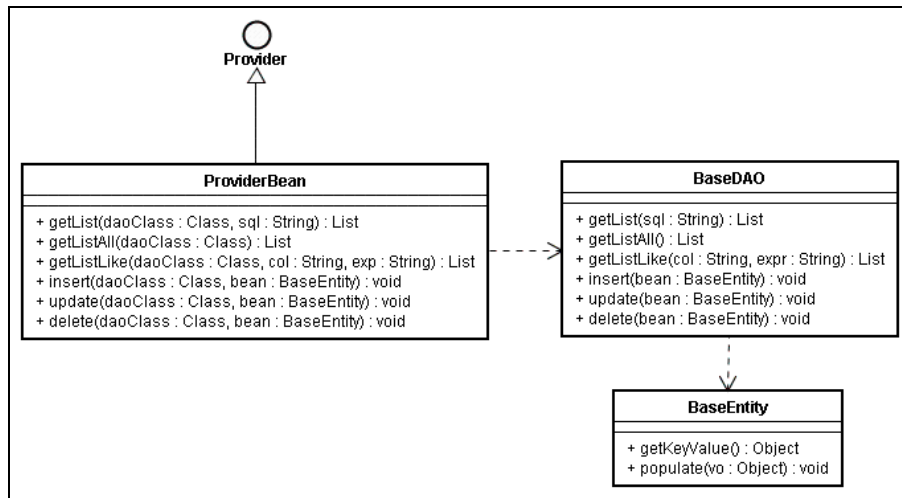 Provider
ProviderBean
+ getList(daoClass : Class, sql : String) : List
+ getListAll(daoClass : Class) : List
+ getListLike(daoClass : Class, col : String, exp : String) : List
+ insert(daoClass : Class, bean : BaseEntity) : void
+ update(daoClass : Class, bean : BaseEntity) : void
+ delete(daoClass : Class, bean : BaseEntity) : void
BaseDAO
+ getList(sql : String) : List
+ getListAll() : List
+ getListLike(col : String, expr : String) : List
+ insert(bean : BaseEntity) : void
+ update(bean : BaseEntity) : void
+ delete(bean : BaseEntity) : void
BaseEntity
+ getKeyValue() : Object
+ populate(vo : Object) : void